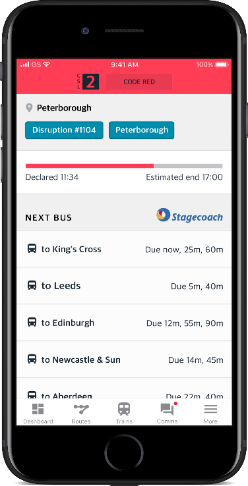 GS 9:41 AM 100%
CSL 2 CODE RED
Peterborough
Disruption #1104 Peterborough
Declared 11:34 Estimated end 17:00
NEXT BUS Stagecoach
to King's Cross Due now, 25m, 60m
to Leeds Due 5m, 40m
to Edinburgh Due 12m, 55m, 90m
to Newcastle & Sun Due 14m, 45m
to Aberdeen Due 22m, 40m
Dashboard Routes Trains Comms More